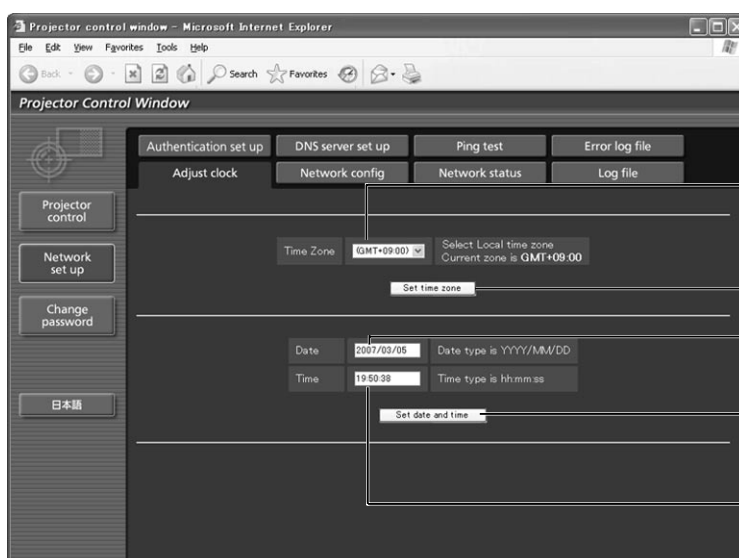 Projector control window - Microsoft Internet Explorer
File Edit View Favorites Tools Help
Back Search Favorites
Projector Control Window
Authentication set up DNS server set up Ping test Error log file
Adjust clock Network config Network status Log file
Projector
control
Network
set up
Change
password
日本語
Time Zone (GMT+09:00) Select Local time zone
Current zone is GMT+09:00
Set time zone
Date 2007/03/05 Date type is YYYY/MM/DD
Time 19:50:38 Time type is hh:mm:ss
Set date and time